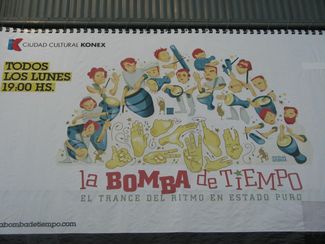 CIUDAD CULTURAL KONEX
TODOS
LOS LUNES
19:00 HS.
la BOMBA de TIEMPO
EL TRANCE DEL RITMO EN ESTADO PURO
abombadetiempo.com